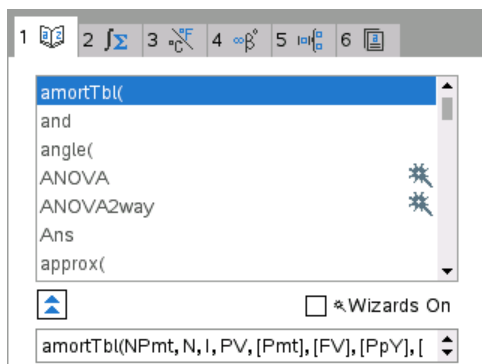 1 2 ∫Σ 3 °C °F 4 ∞β° 5 6
amortTbl(
and
angle(
ANOVA
ANOVA2way
Ans
approx(
Wizards On
amortTbl(NPmt, N, I, PV, [Pmt], [FV], [PpY], [